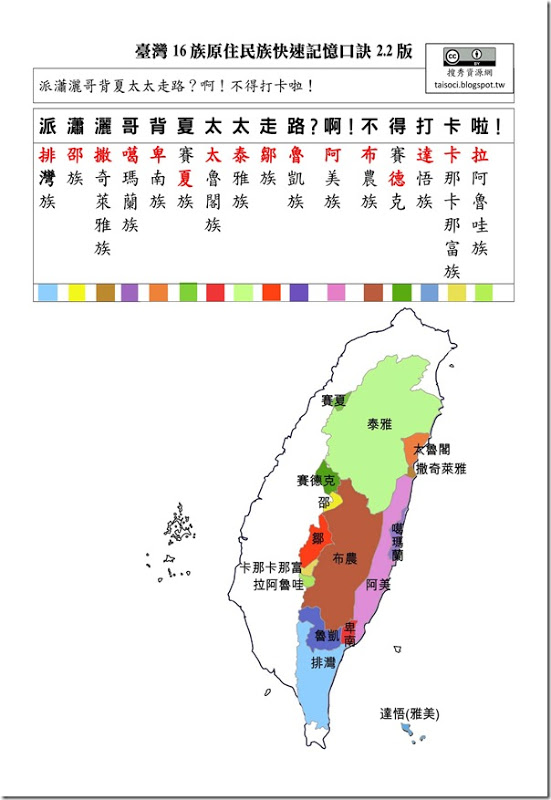 臺灣16族原住民族快速記憶口訣 2.2 版
BY
搜秀資源網
taisoci.blogspot.tw
派瀟灑哥背夏太太走路？啊！不得打卡啦！
派 瀟 灑 哥 背 夏 太 太 走 路？啊！不 得 打 卡 啦！
排灣族
邵族
撒奇萊雅族
噶瑪蘭族
卑南族
賽夏族
太魯閣族
泰雅族
鄒族
魯凱族
阿美族
布農族
賽德克
達悟族
卡那卡那富族
拉阿魯哇族
賽夏
泰雅
太魯閣
撒奇萊雅
賽德克
邵
鄒
噶瑪蘭
布農
卡那卡那富
拉阿魯哇
阿美
卑南
魯凱
排灣
達悟(雅美)